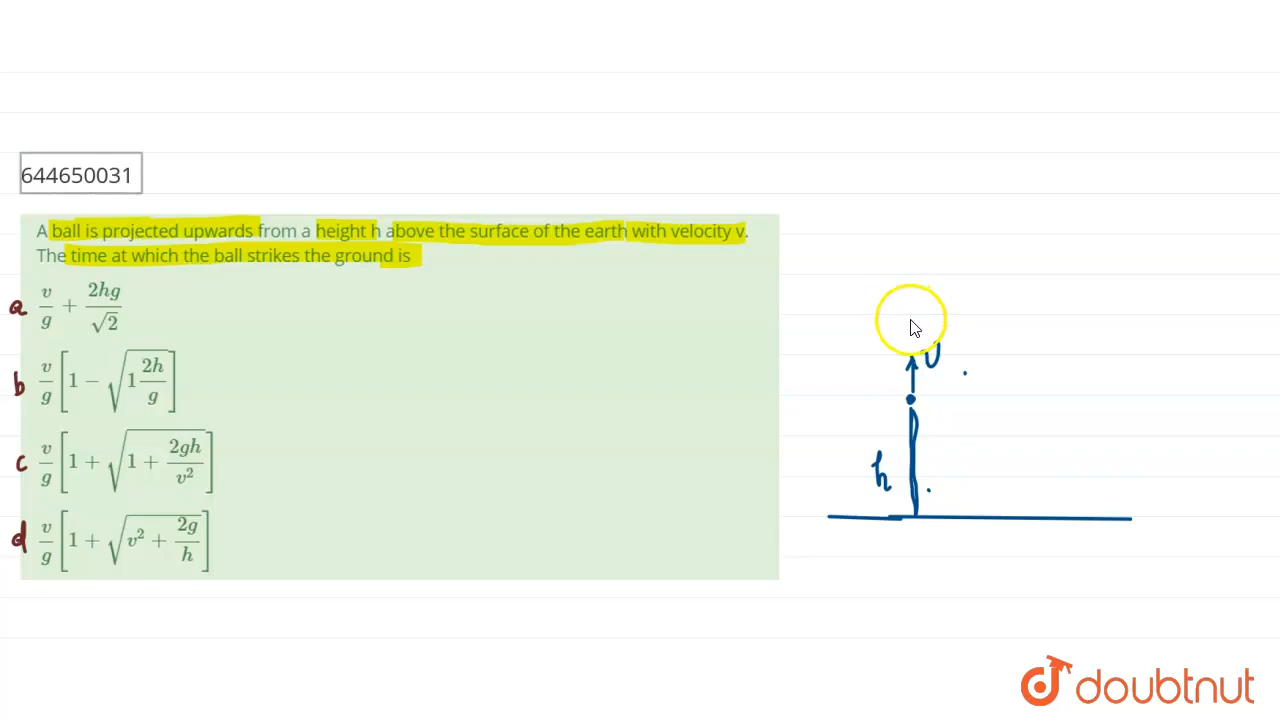 644650031
A ball is projected upwards from a height h above the surface of the earth with velocity v.
The time at which the ball strikes the ground is
a v/g + 2hg/√2
b v/g [1 − √(1 2h/g)]
c v/g [1 + √(1 + 2gh/v²)]
d v/g [1 + √(v² + 2g/h)]
v
h
doubtnut